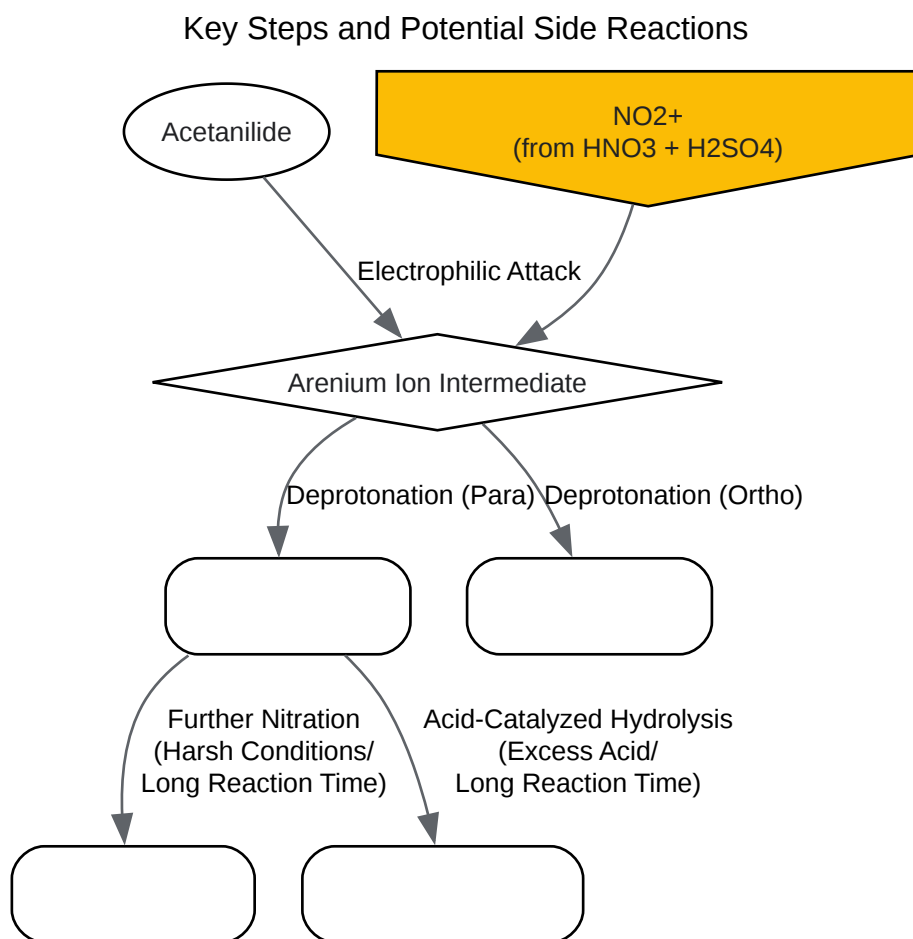 Key Steps and Potential Side Reactions
Acetanilide
NO2+
(from HNO3 + H2SO4)
Electrophilic Attack
Arenium Ion Intermediate
Deprotonation (Para)
Deprotonation (Ortho)
Further Nitration
(Harsh Conditions/
Long Reaction Time)
Acid-Catalyzed Hydrolysis
(Excess Acid/
Long Reaction Time)